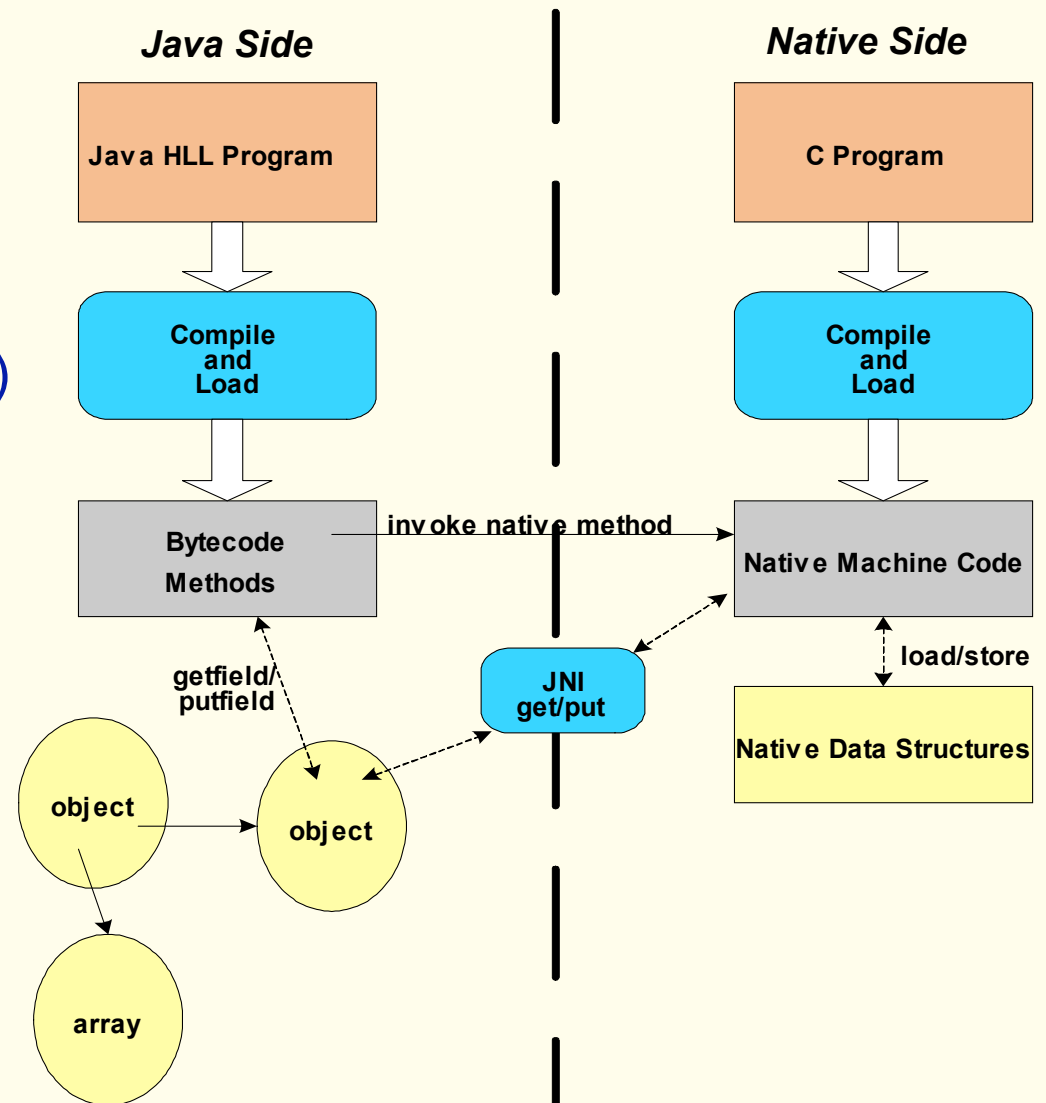 Java Side
Native Side
Java HLL Program
C Program
Compile
and
Load
Compile
and
Load
)
Bytecode
Methods
invoke native method
Native Machine Code
getfield/
putfield
JNI
get/put
load/store
Native Data Structures
object
object
array